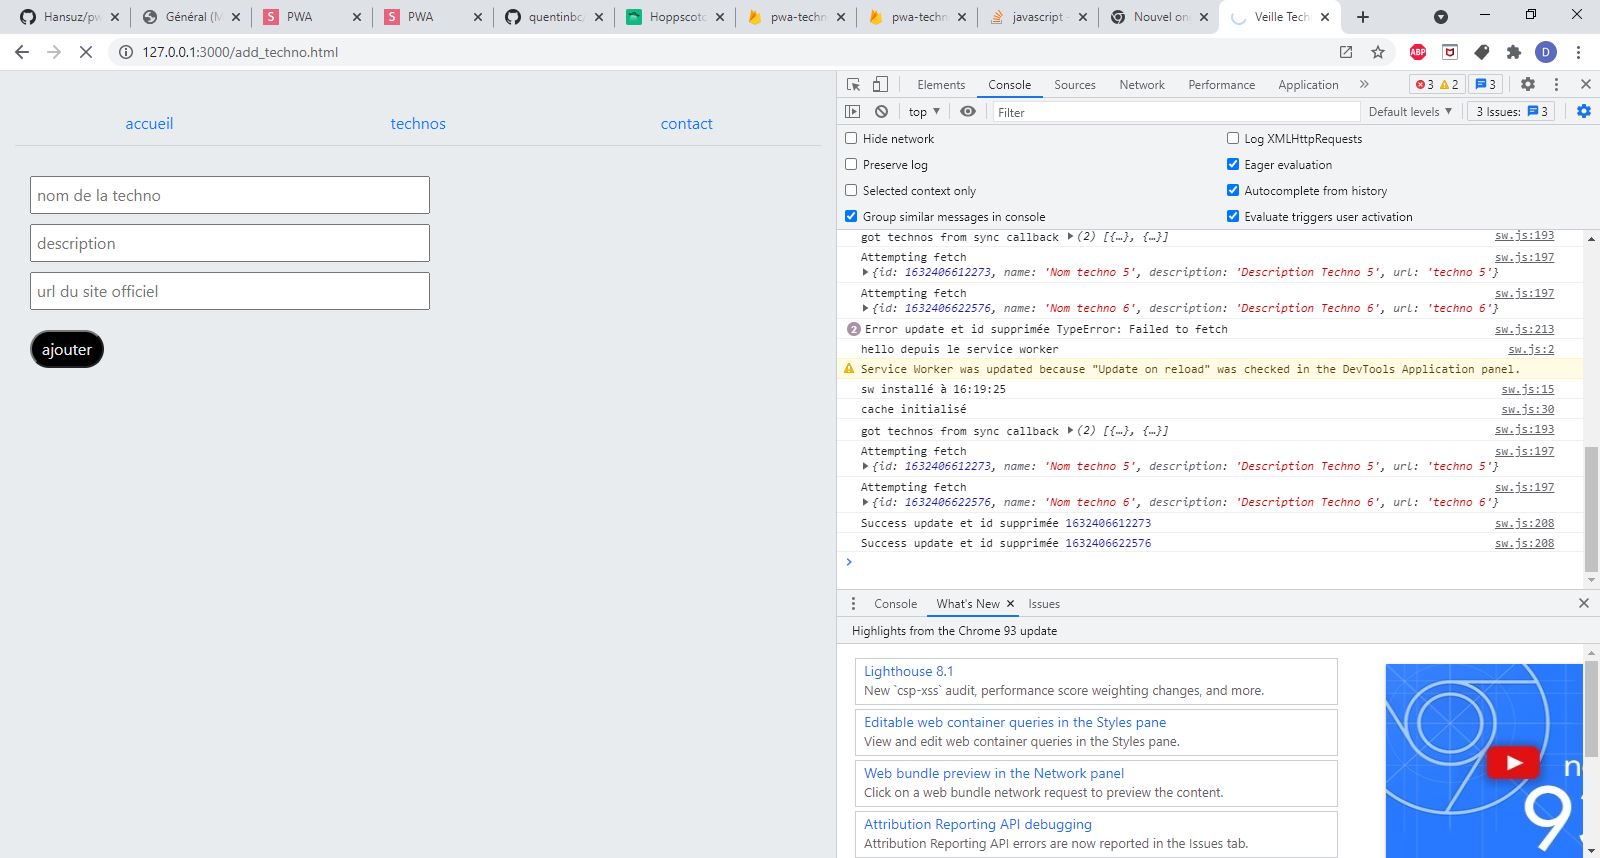 Hansuz/pw
Général (M
PWA
PWA
quentinbc/
Hoppscotc
pwa-techn
pwa-techn
javascript -
Nouvel on
Veille Tech
127.0.0.1:3000/add_techno.html
ABP
D
accueil technos contact
nom de la techno
description
url du site officiel
ajouter
Elements Console Sources Network Performance Application » 3 2 3
top ▼ Filter Default levels ▼ 3 Issues: 3
Hide network Log XMLHttpRequests
Preserve log Eager evaluation
Selected context only Autocomplete from history
Group similar messages in console Evaluate triggers user activation
got technos from sync callback ▶(2) [{…}, {…}] sw.js:193
Attempting fetch sw.js:197
▶{id: 1632406612273, name: 'Nom techno 5', description: 'Description Techno 5', url: 'techno 5'}
Attempting fetch sw.js:197
▶{id: 1632406622576, name: 'Nom techno 6', description: 'Description Techno 6', url: 'techno 6'}
2 Error update et id supprimée TypeError: Failed to fetch sw.js:213
hello depuis le service worker sw.js:2
Service Worker was updated because "Update on reload" was checked in the DevTools Application panel.
sw installé à 16:19:25 sw.js:15
cache initialisé sw.js:30
got technos from sync callback ▶(2) [{…}, {…}] sw.js:193
Attempting fetch sw.js:197
▶{id: 1632406612273, name: 'Nom techno 5', description: 'Description Techno 5', url: 'techno 5'}
Attempting fetch sw.js:197
▶{id: 1632406622576, name: 'Nom techno 6', description: 'Description Techno 6', url: 'techno 6'}
Success update et id supprimée 1632406612273 sw.js:208
Success update et id supprimée 1632406622576 sw.js:208
>
Console What's New × Issues
Highlights from the Chrome 93 update
Lighthouse 8.1
New `csp-xss` audit, performance score weighting changes, and more.
Editable web container queries in the Styles pane
View and edit web container queries in the Styles pane.
Web bundle preview in the Network panel
Click on a web bundle network request to preview the content.
Attribution Reporting API debugging
Attribution Reporting API errors are now reported in the Issues tab.